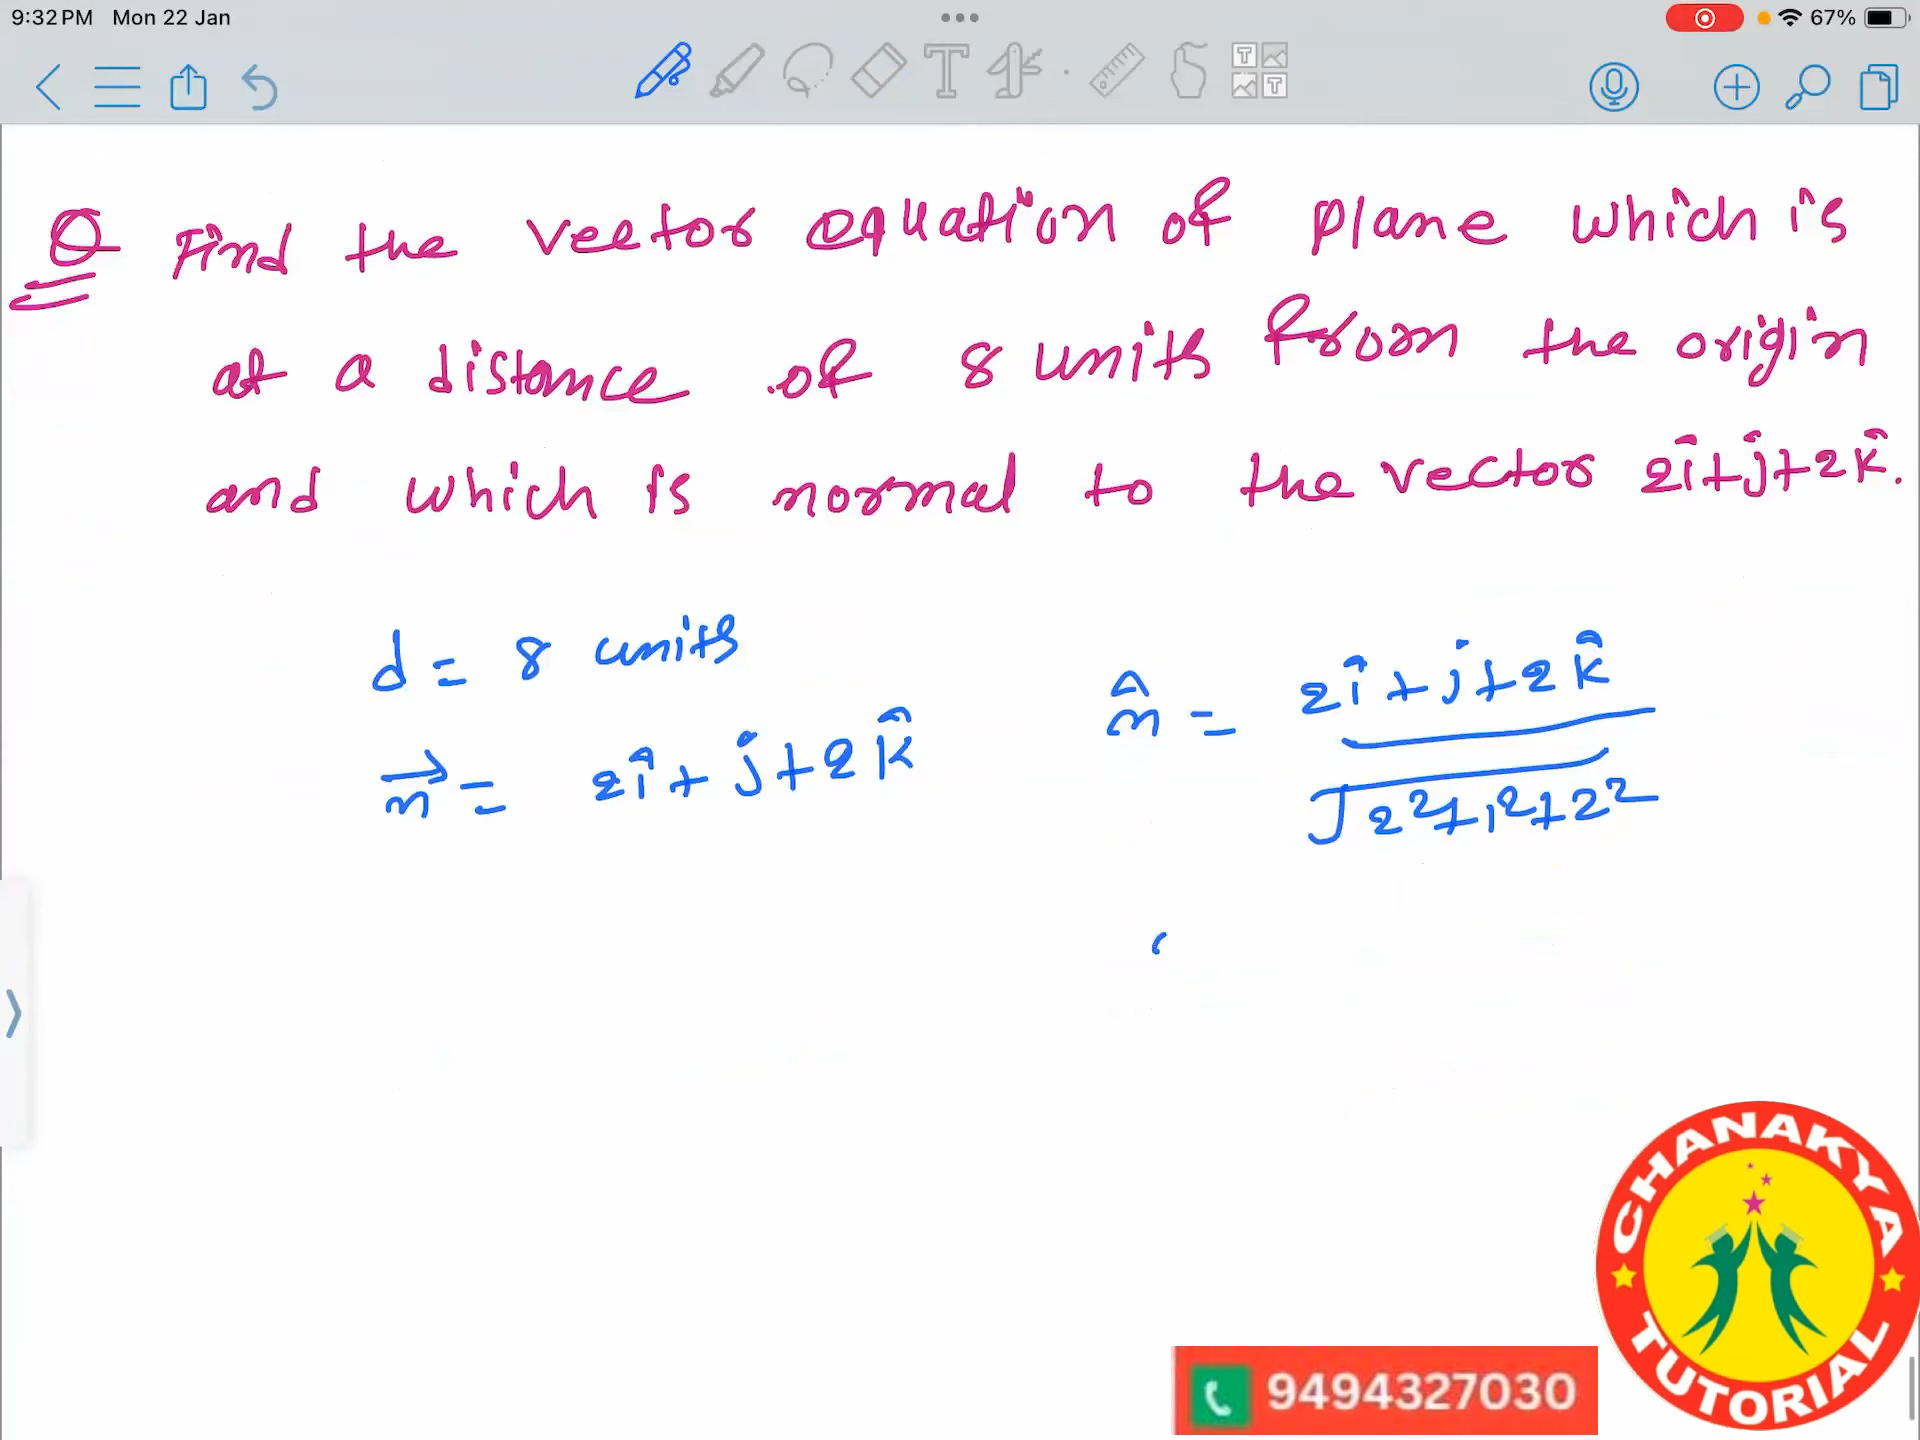 9:32 PM Mon 22 Jan
67%
Q Find the vector equation of plane which is
at a distance of 8 units from the origin
and which is normal to the vector 2î+ĵ+2k̂.
d = 8 units
n⃗ = 2î+j+2k̂
n̂ = 2î+j+2k̂
√2²+1²+2²
CHANAKYA
TUTORIAL
9494327030